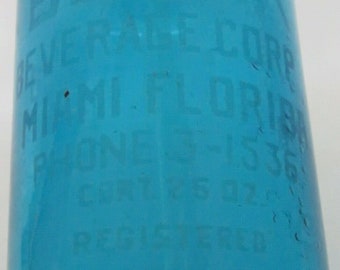 BEVERAGE CORP
MIAMI FLORIDA
PHONE 3-1536
CONT. 26 OZ.
REGISTERED